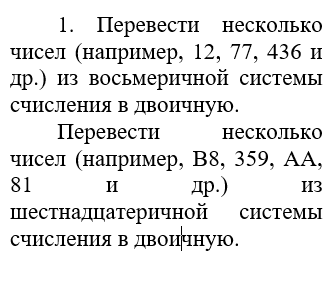 1. Перевести несколько
чисел (например, 12, 77, 436 и
др.) из восьмеричной системы
счисления в двоичную.
Перевести несколько
чисел (например, B8, 359, AA,
81 и др.) из
шестнадцатеричной системы
счисления в двоичную.